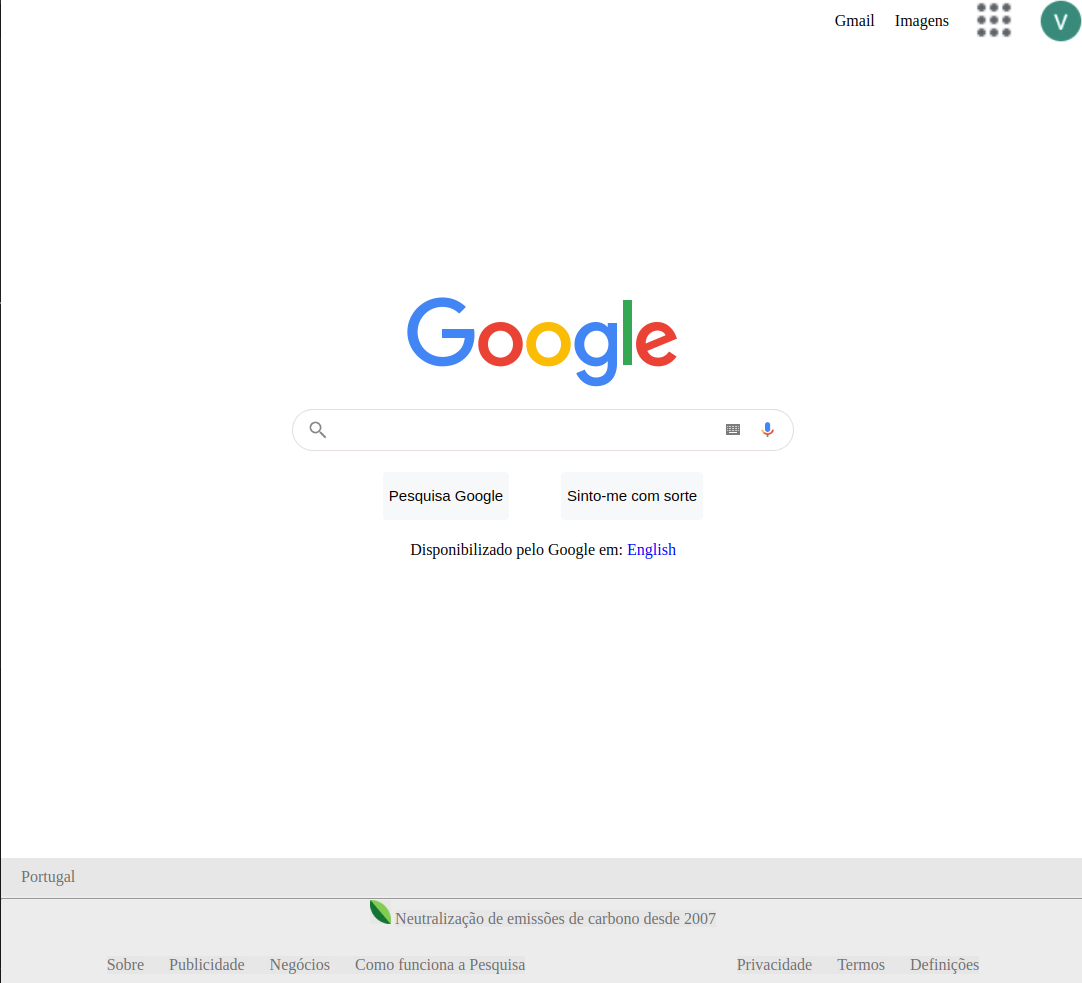 Gmail Imagens V
Google
Pesquisa Google Sinto-me com sorte
Disponibilizado pelo Google em: English
Portugal
Neutralização de emissões de carbono desde 2007
Sobre Publicidade Negócios Como funciona a Pesquisa Privacidade Termos Definições